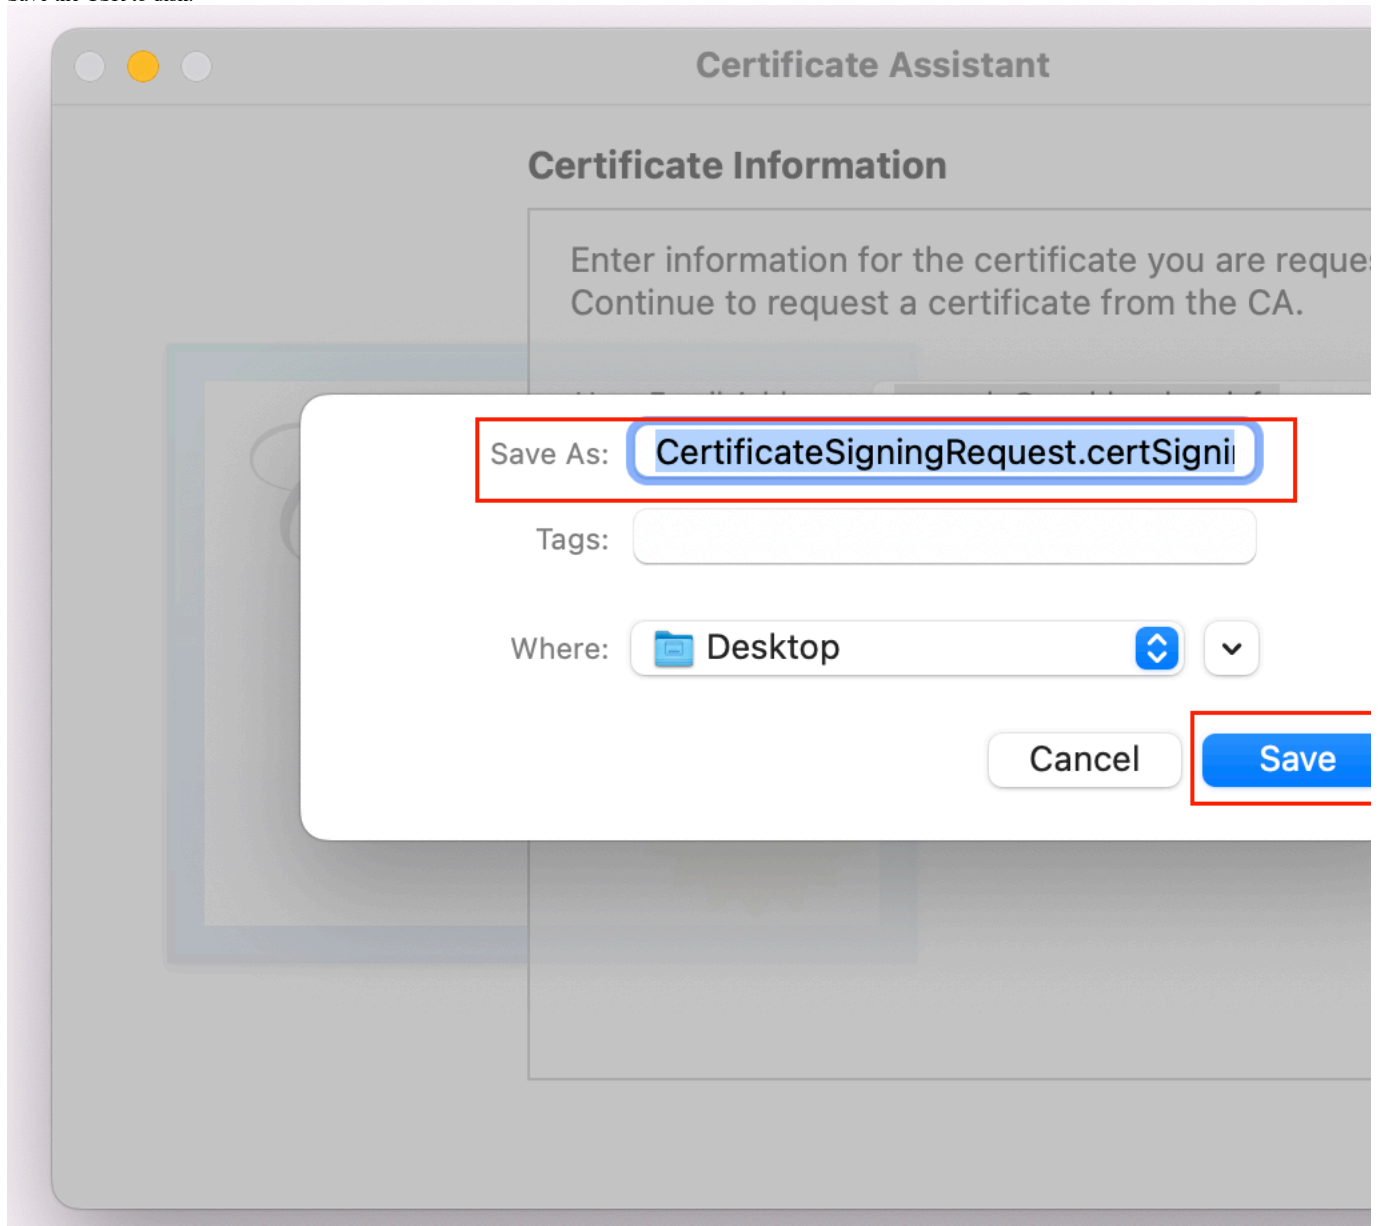 Certificate Assistant
Certificate Information
Enter information for the certificate you are
Continue to request a certificate from the CA.
Save As: CertificateSigningRequest.certSigni
Tags:
Where: Desktop
Cancel Save